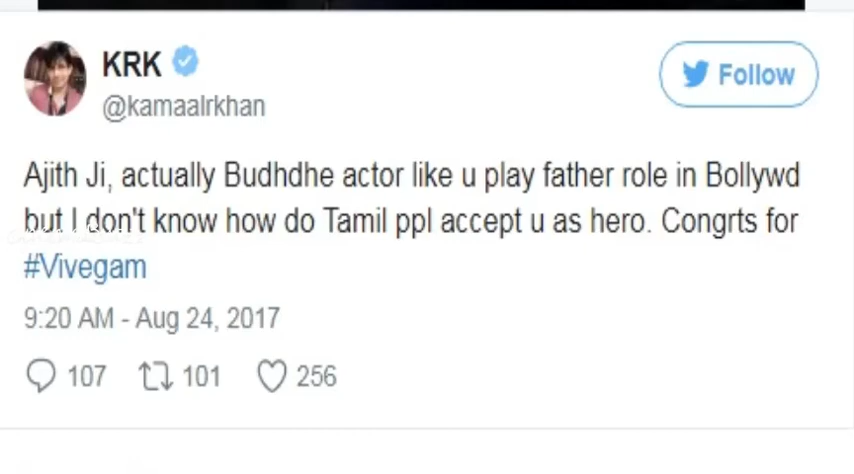 KRK
@kamaalrkhan
Follow
Ajith Ji, actually Budhdhe actor like u play father role in Bollywd
but I don't know how do Tamil ppl accept u as hero. Congrts for
#Vivegam
9:20 AM - Aug 24, 2017
107 101 256